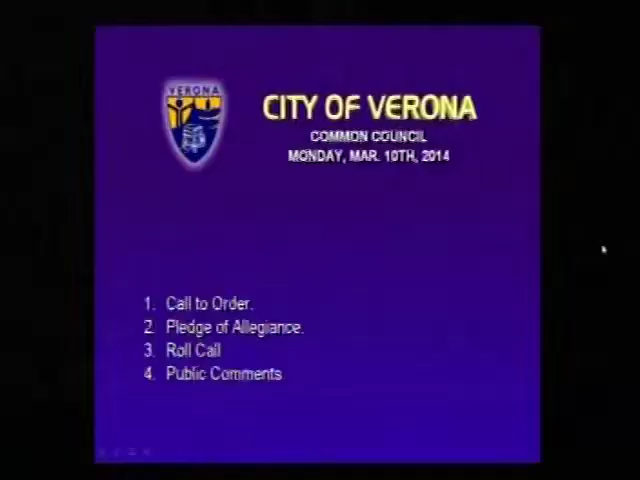 VERONA
CITY OF VERONA
COMMON COUNCIL
MONDAY, MAR. 10TH, 2014
1. Call to Order.
2. Pledge of Allegiance.
3. Roll Call
4. Public Comments